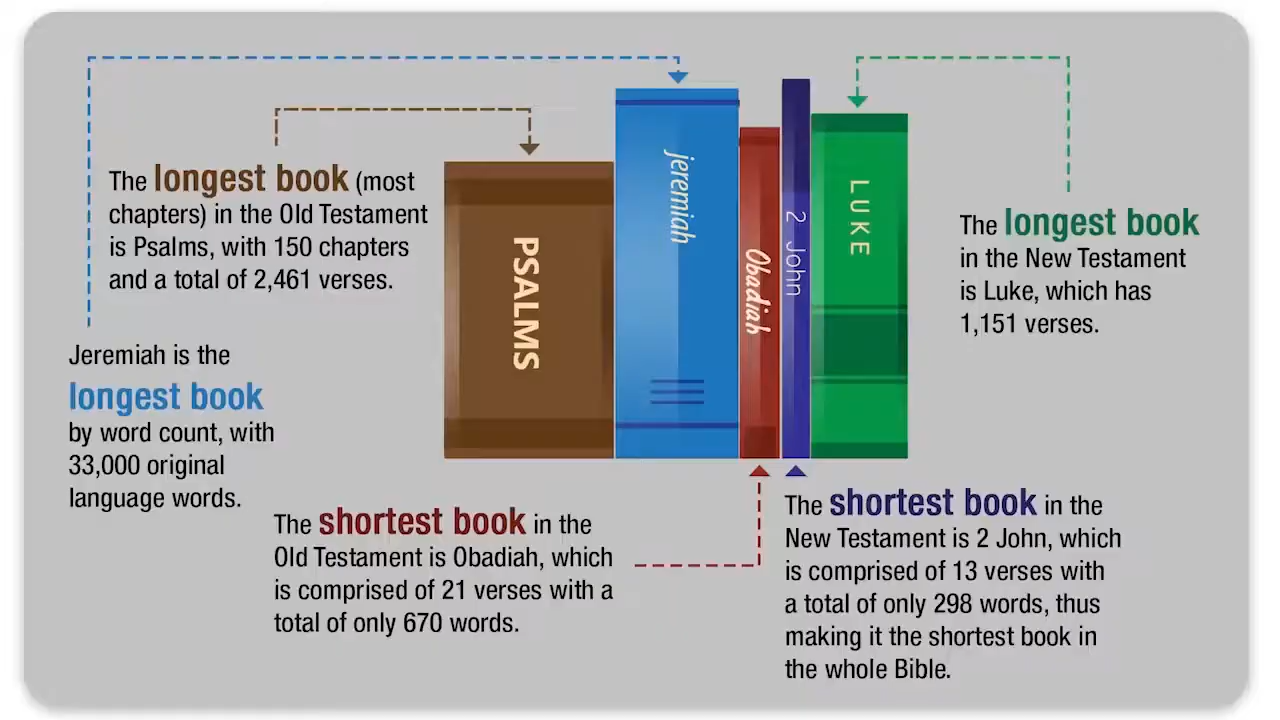 The longest book (most
chapters) in the Old Testament
is Psalms, with 150 chapters
and a total of 2,461 verses.
Jeremiah is the
longest book
by word count, with
33,000 original
language words.
PSALMS
jeremiah
Obadiah
2 John
LUKE
The longest book
in the New Testament
is Luke, which has
1,151 verses.
The shortest book in the
Old Testament is Obadiah, which
is comprised of 21 verses with a
total of only 670 words.
The shortest book in the
New Testament is 2 John, which
is comprised of 13 verses with
a total of only 298 words, thus
making it the shortest book in
the whole Bible.